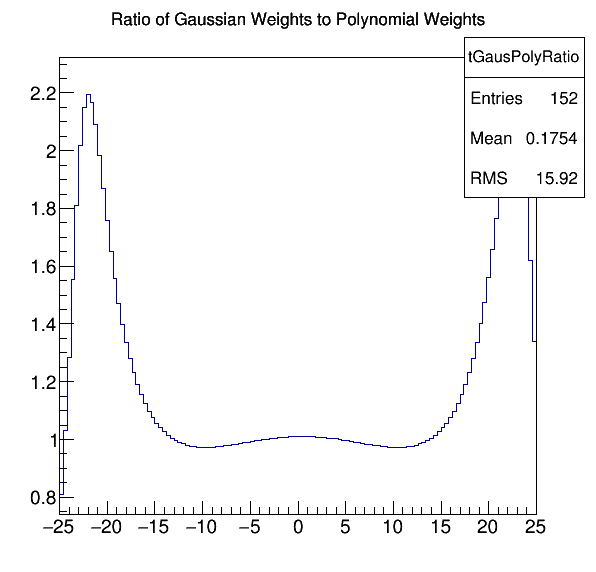 Ratio of Gaussian Weights to Polynomial Weights
tGausPolyRatio
Entries 152
Mean 0.1754
RMS 15.92
2.2
2
1.8
1.6
1.4
1.2
1
0.8
−25 −20 −15 −10 −5 0 5 10 15 20 25